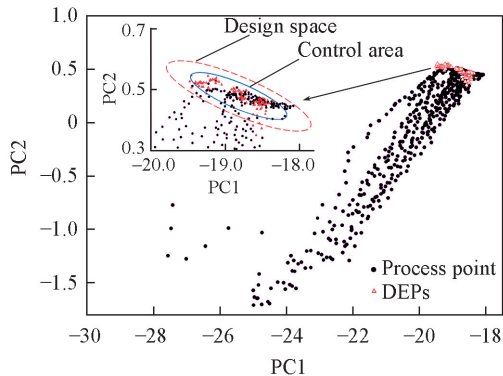 1.0
0.5
0
−0.5
−1.0
−1.5
PC2
−30
−28
−26
−24
−22
−20
−18
PC1
Design space
Control area
0.7
0.5
0.3
PC2
−20.0
−19.0
−18.0
PC1
Process point
DEPs